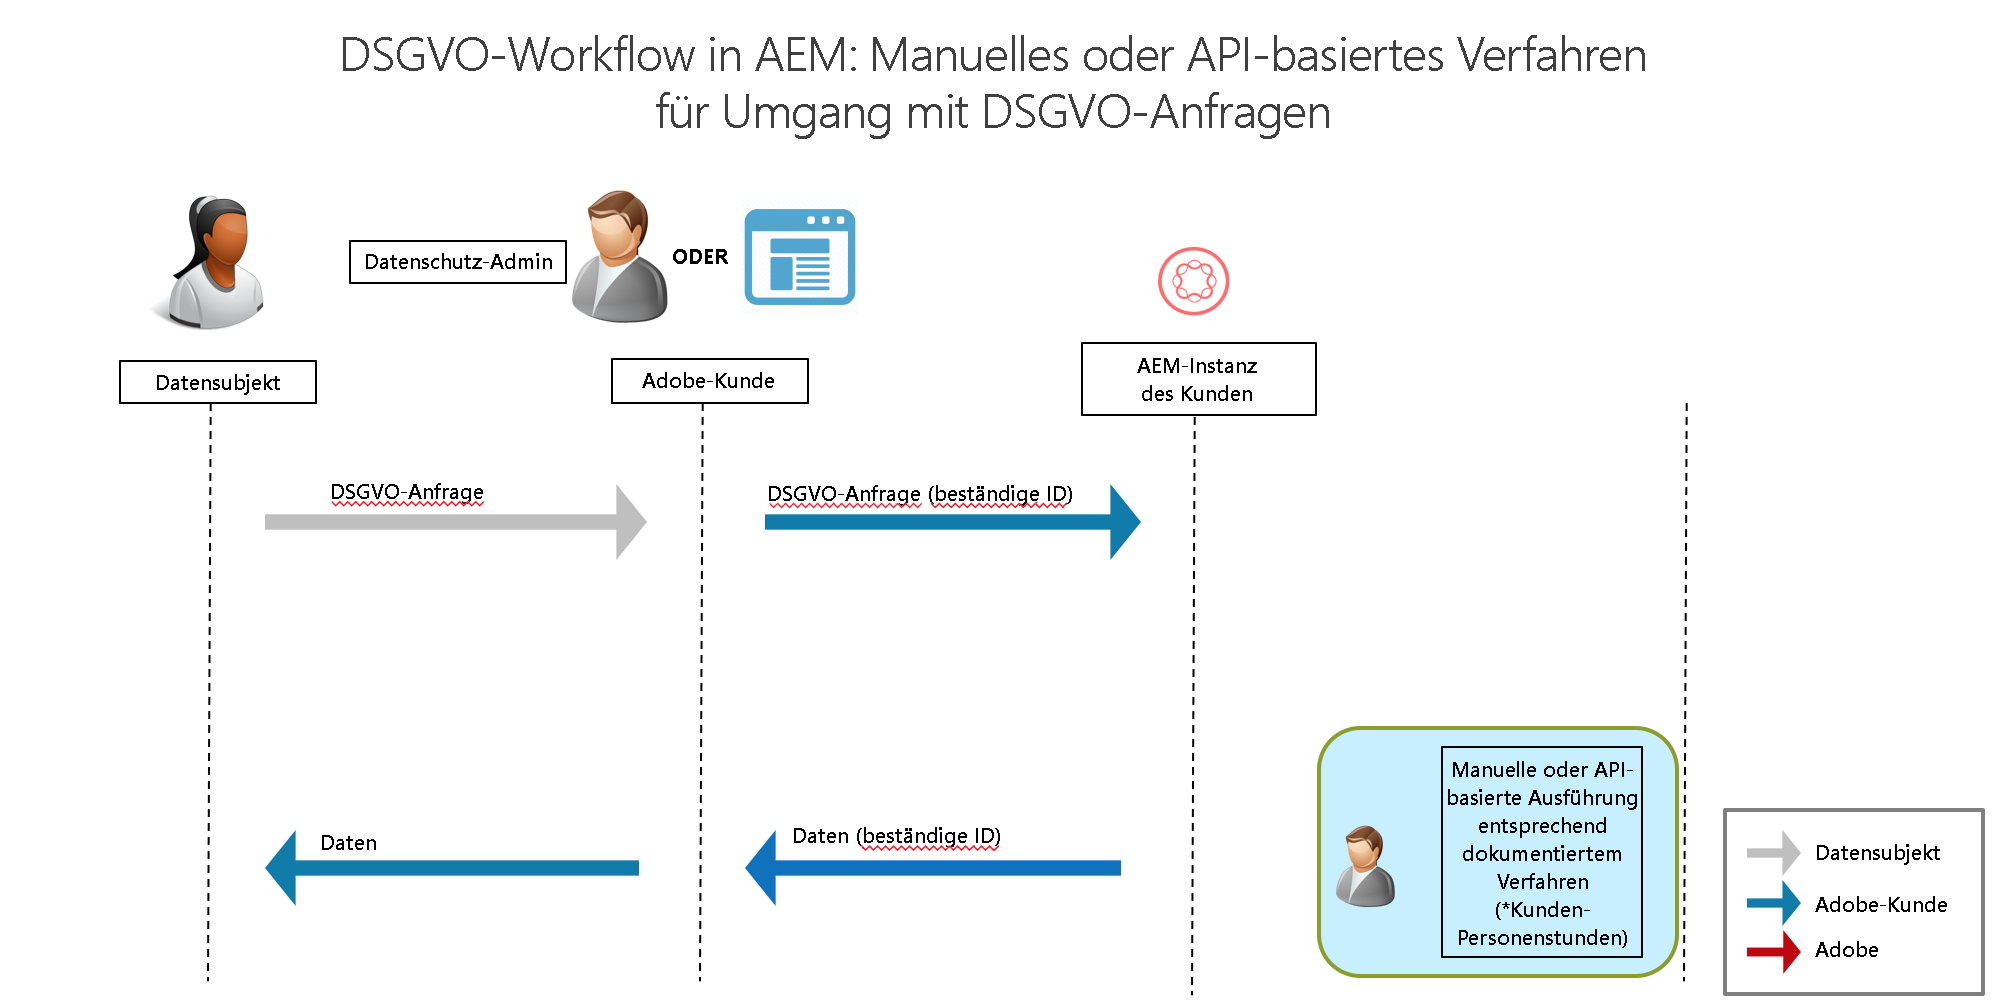 DSGVO-Workflow in AEM: Manuelles oder API-basiertes Verfahren
für Umgang mit DSGVO-Anfragen
Datenschutz-Admin
ODER
Datensubjekt
Adobe-Kunde
AEM-Instanz
des Kunden
DSGVO-Anfrage
DSGVO-Anfrage (beständige ID)
Daten
Daten (beständige ID)
Manuelle oder API-
basierte Ausführung
entsprechend
dokumentiertem
Verfahren
(*Kunden-
Personenstunden)
Datensubjekt
Adobe-Kunde
Adobe